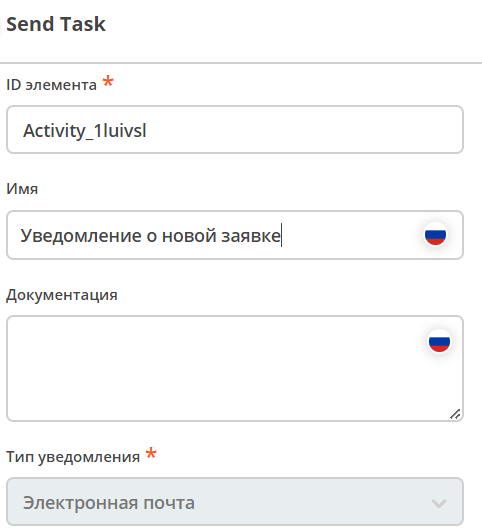 Send Task
ID элемента *
Activity_1luivsl
Имя
Уведомление о новой заявке
Документация
Тип уведомления *
Электронная почта